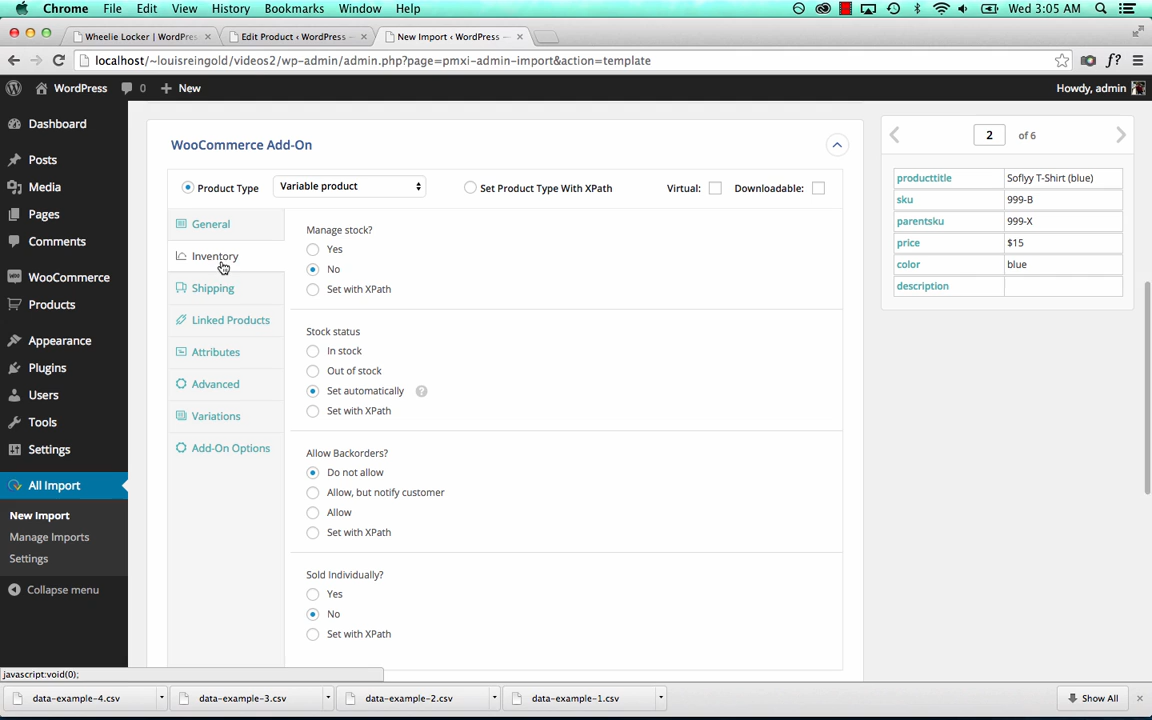 Chrome File Edit View History Bookmarks Window Help Wed 3:05 AM
Wheelie Locker | WordPres × Edit Product ‹ WordPress — × New Import ‹ WordPress — ×
localhost/~louisreingold/videos2/wp-admin/admin.php?page=pmxi-admin-import&action=template f?
WordPress 0 + New Howdy, admin
Dashboard
Posts
Media
Pages
Comments
WooCommerce
Products
Appearance
Plugins
Users
Tools
Settings
All Import
New Import
Manage Imports
Settings
Collapse menu
WooCommerce Add-On
Product Type Variable product Set Product Type With XPath Virtual: Downloadable:
General
Inventory
Shipping
Linked Products
Attributes
Advanced
Variations
Add-On Options
Manage stock?
Yes
No
Set with XPath
Stock status
In stock
Out of stock
Set automatically ?
Set with XPath
Allow Backorders?
Do not allow
Allow, but notify customer
Allow
Set with XPath
Sold Individually?
Yes
No
Set with XPath
2 of 6
producttitle Soflyy T-Shirt (blue)
sku 999-B
parentsku 999-X
price $15
color blue
description
javascript:void(0);
data-example-4.csv data-example-3.csv data-example-2.csv data-example-1.csv Show All ×